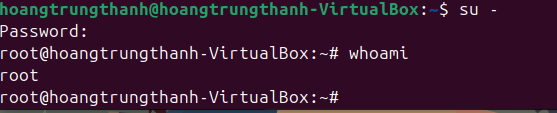 hoangtrungthanh@hoangtrungthanh-VirtualBox:~$ su -
Password:
root@hoangtrungthanh-VirtualBox:~# whoami
root
root@hoangtrungthanh-VirtualBox:~#